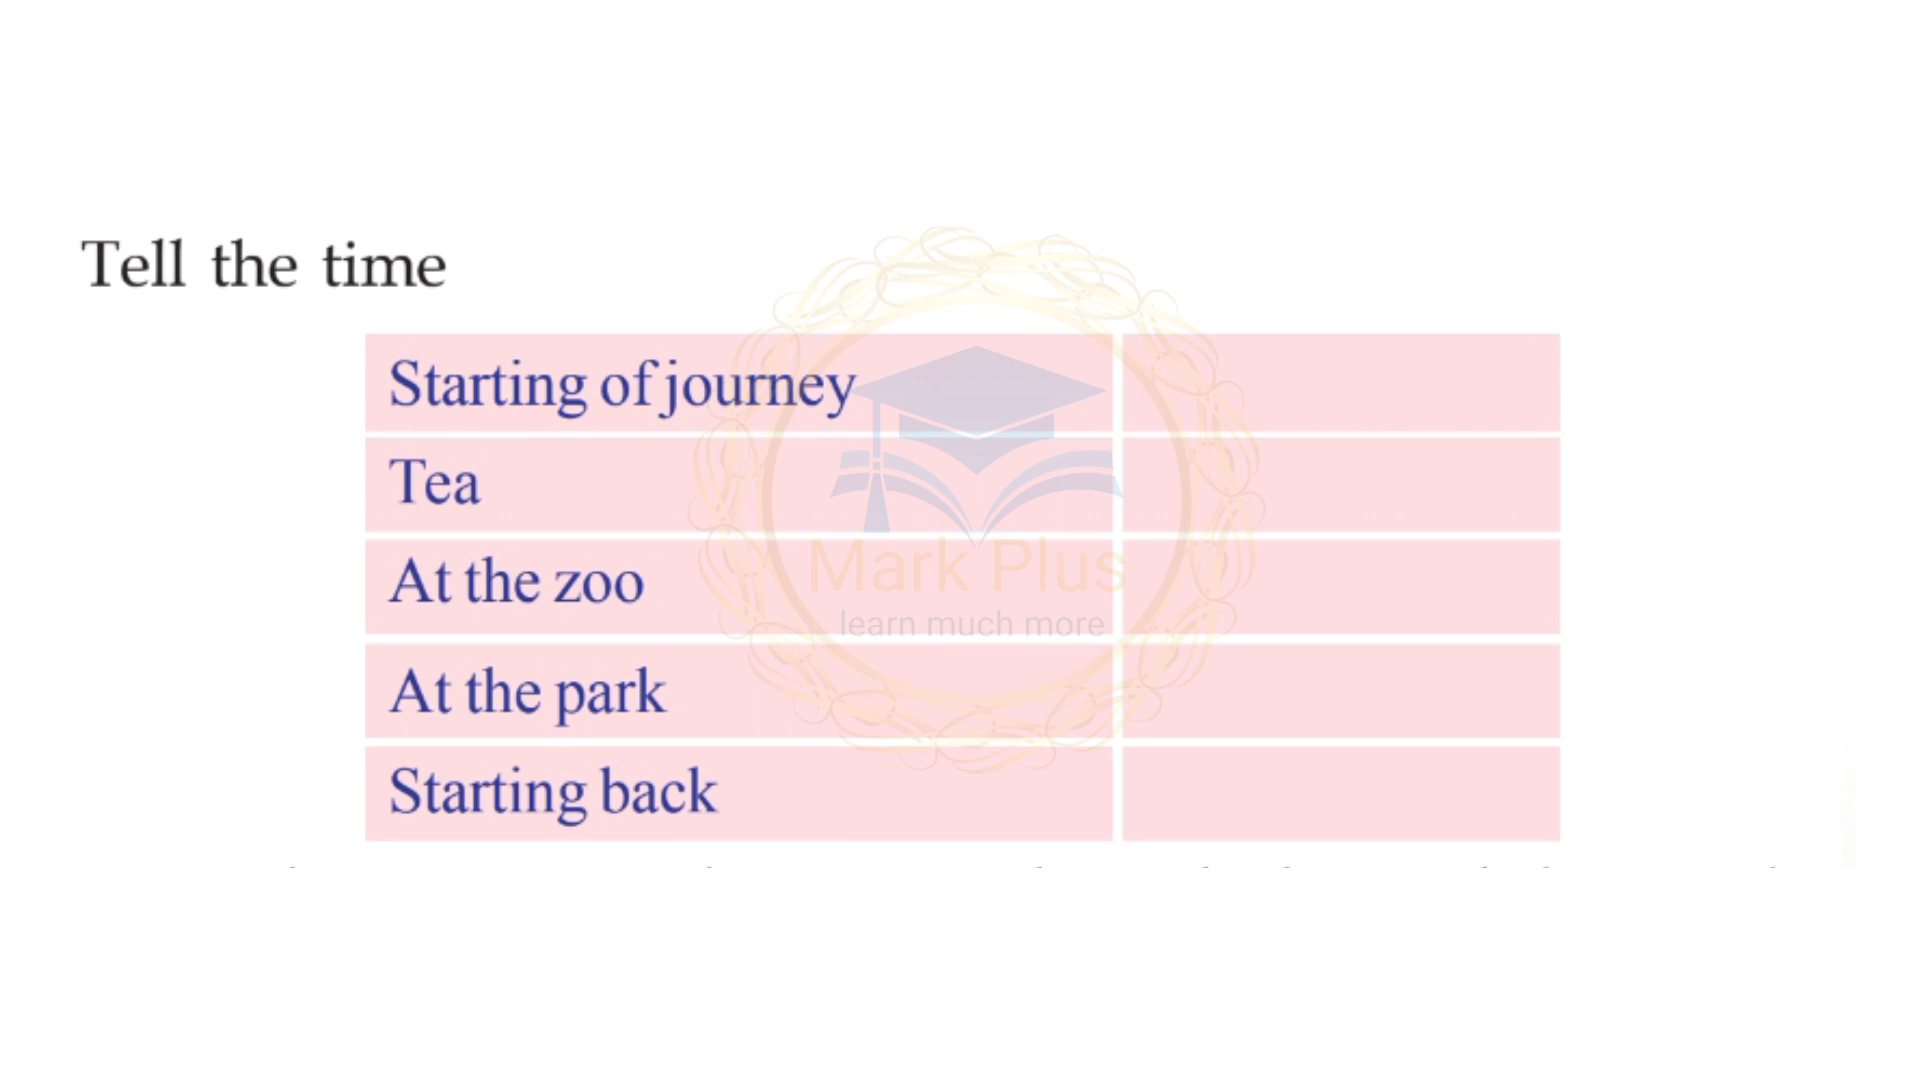 Tell the time
Starting of journey
Tea
At the zoo
At the park
Starting back
Mark Plus
learn much more